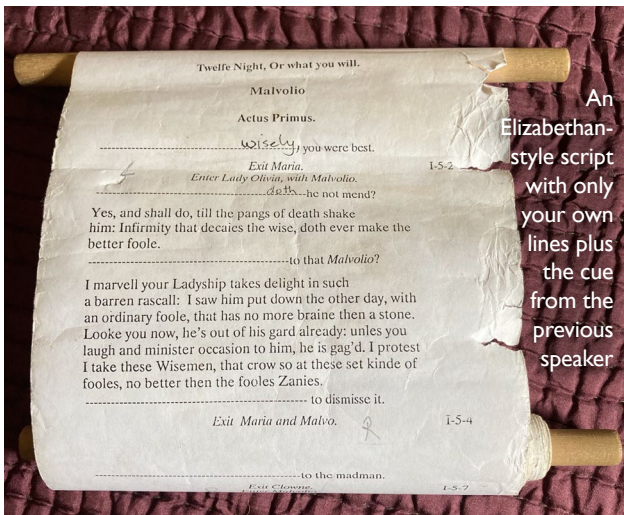 Twelfe Night, Or what you will.
Malvolio
Actus Primus.
--------------------wisely, you were best.
Exit Maria. I-5-2
Enter Lady Olivia, with Malvolio.
--------------------doth he not mend?
Yes, and shall do, till the pangs of death shake
him: Infirmity that decaies the wise, doth ever make the
better foole.
--------------------to that Malvolio?
I marvell your Ladyship takes delight in such
a barren rascall: I saw him put down the other day, with
an ordinary foole, that has no more braine then a stone.
Looke you now, he's out of his gard already: unles you
laugh and minister occasion to him, he is gag'd. I protest
I take these Wisemen, that crow so at these set kinde of
fooles, no better then the fooles Zanies.
-------------------- to dismisse it.
Exit Maria and Malvo. R I-5-4
--------------------to the madman.
Exit Clowne. I-5-7
An
Elizabethan-
style script
with only
your own
lines plus
the cue
from the
previous
speaker